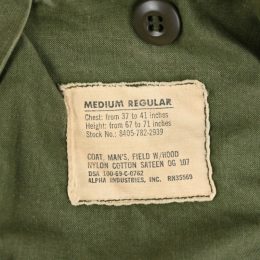 MEDIUM REGULAR
Chest: from 37 to 41 inches
Height: from 67 to 71 inches
Stock No.: 8405-782-2939
COAT, MAN'S, FIELD W/HOOD
NYLON COTTON SATEEN OG 107
DSA 100-69-C-0762
ALPHA INDUSTRIES, INC. RN35569